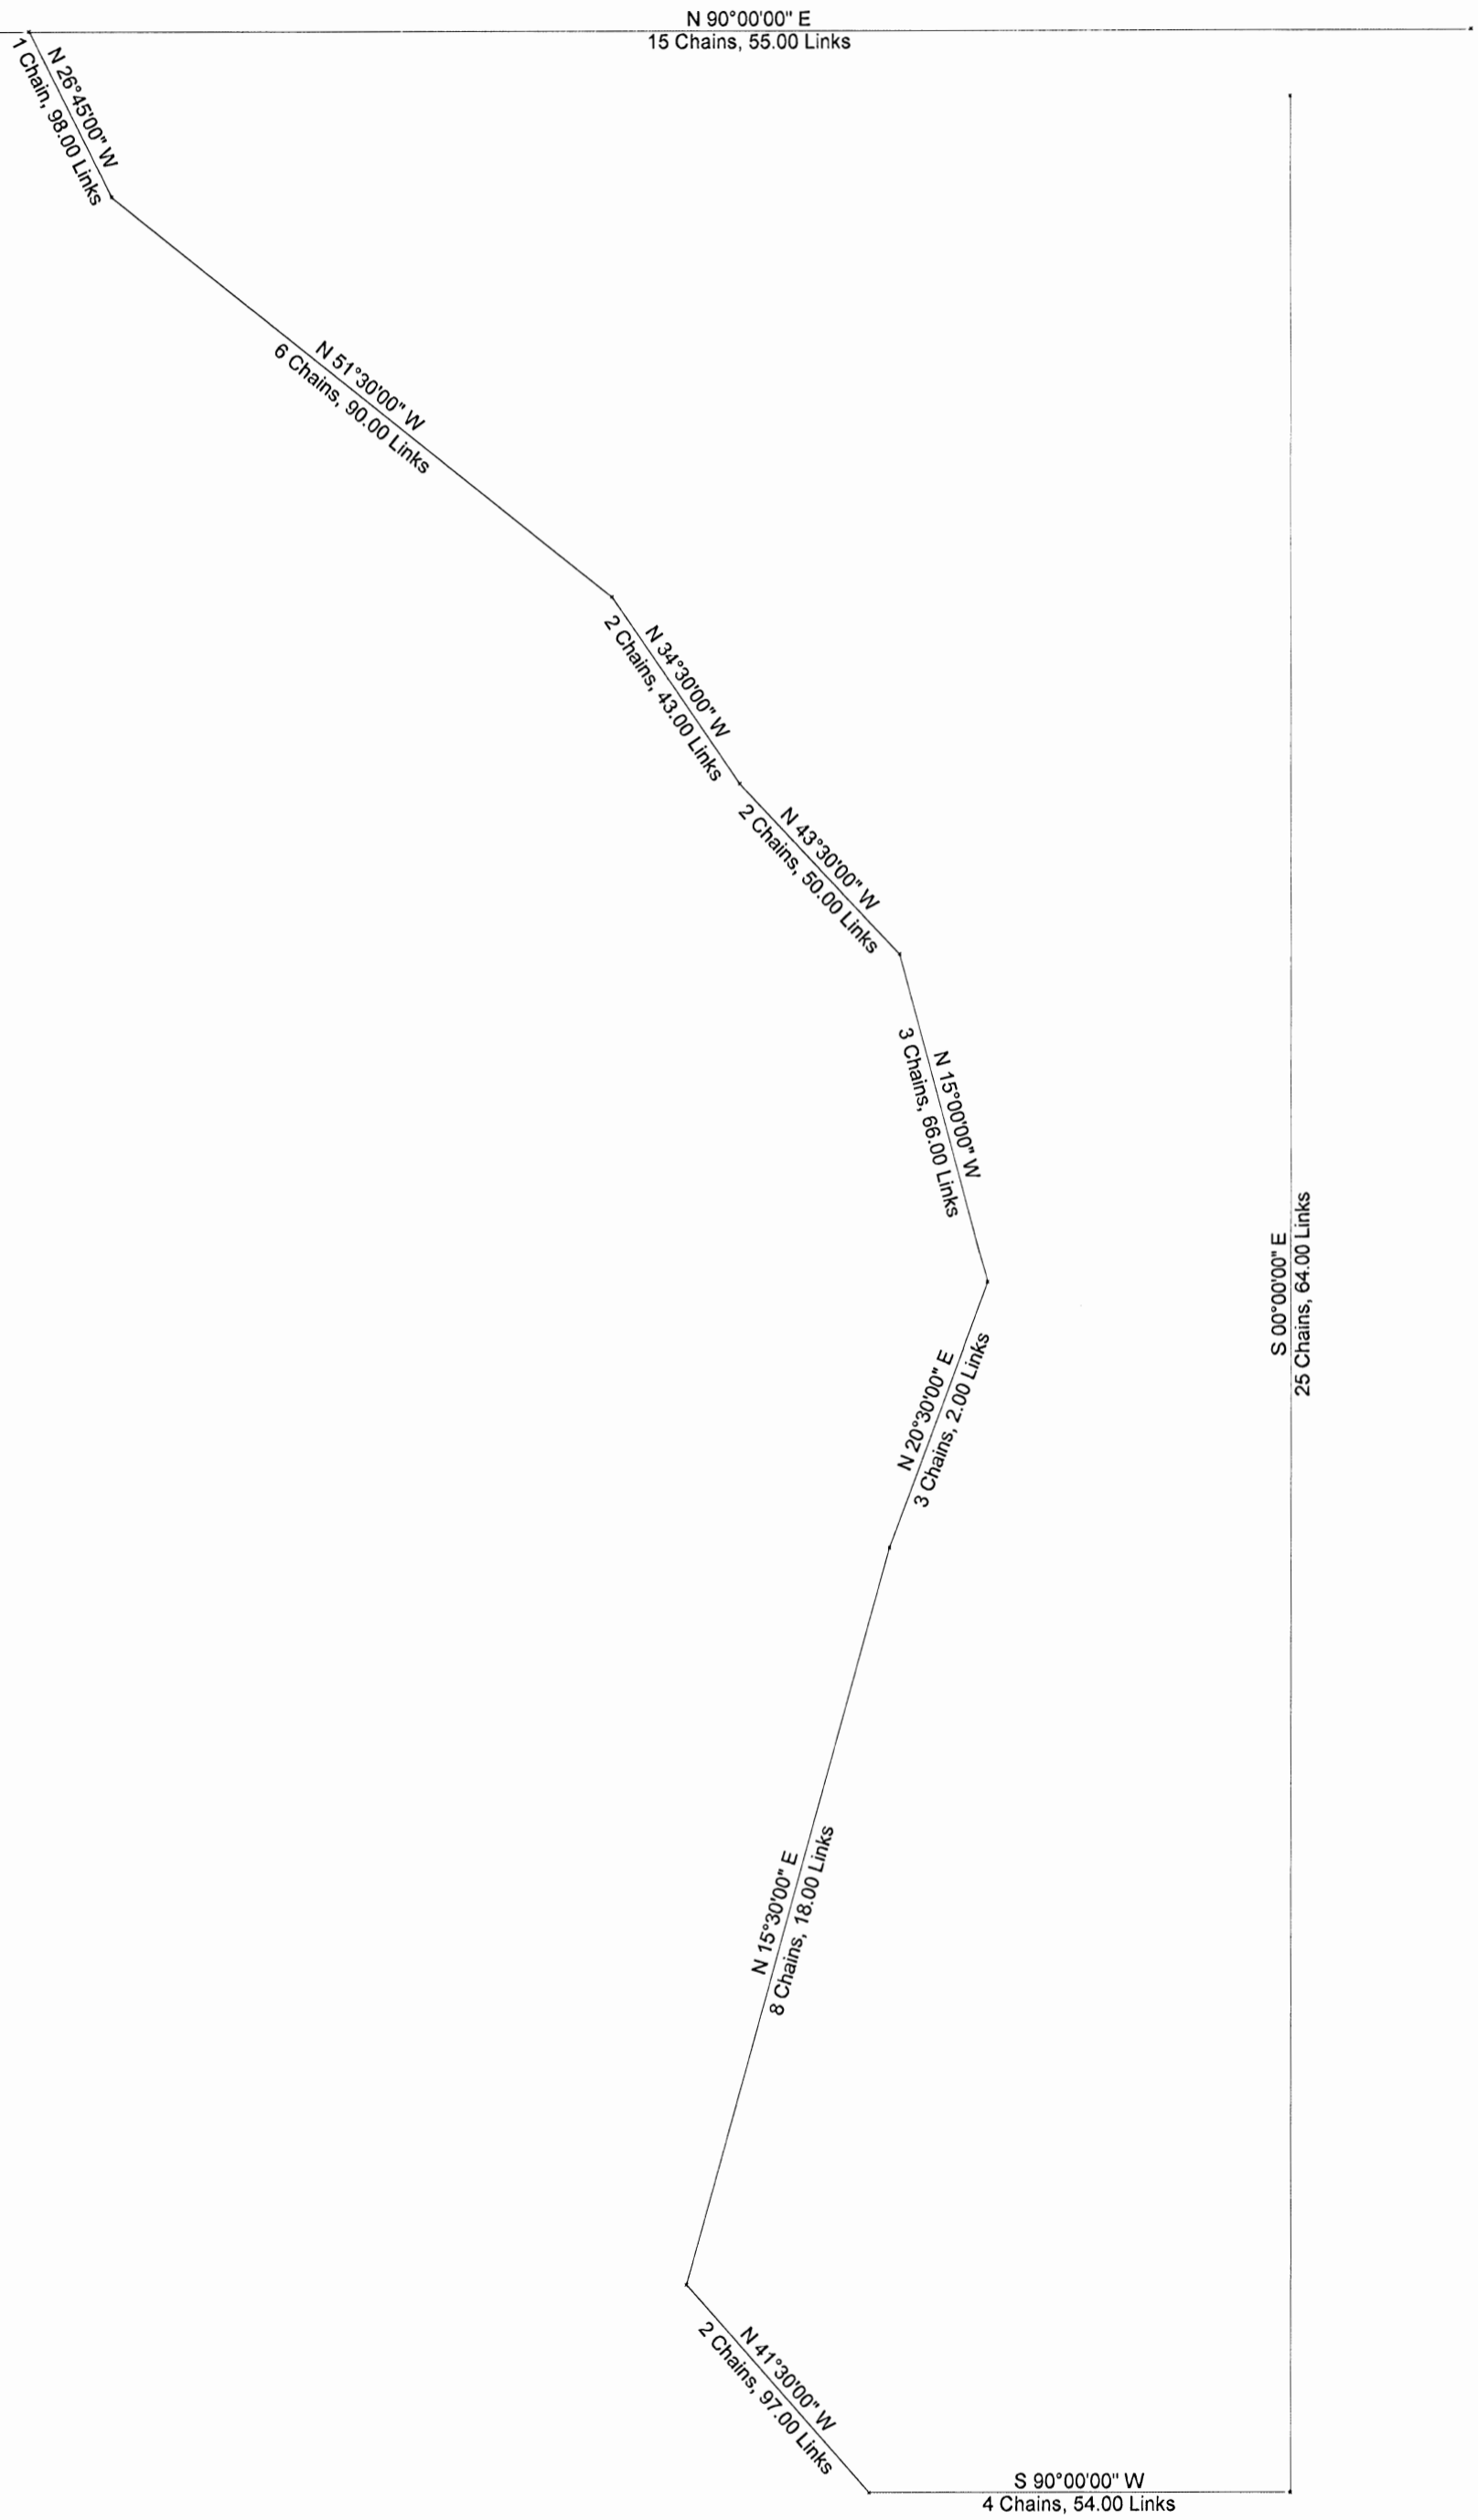 N 90°00'00" E
15 Chains, 55.00 Links
N 26°45'00" W
1 Chain, 98.00 Links
N 51°30'00" W
6 Chains, 90.00 Links
N 34°30'00" W
2 Chains, 43.00 Links
N 43°30'00" W
2 Chains, 50.00 Links
N 15°00'00" W
3 Chains, 66.00 Links
S 00°00'00" E
25 Chains, 64.00 Links
N 20°30'00" E
3 Chains, 2.00 Links
N 15°30'00" E
8 Chains, 18.00 Links
N 41°30'00" W
2 Chains, 97.00 Links
S 90°00'00" W
4 Chains, 54.00 Links